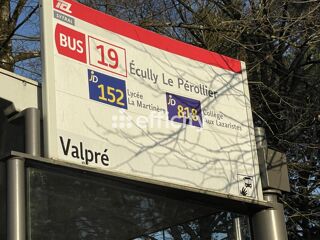 tcl
SYTRAL
BUS 19 Écully Le Pérollier
JD 152 Lycée La Martinière
JD 818 Collège aux Lazaristes
Valpré